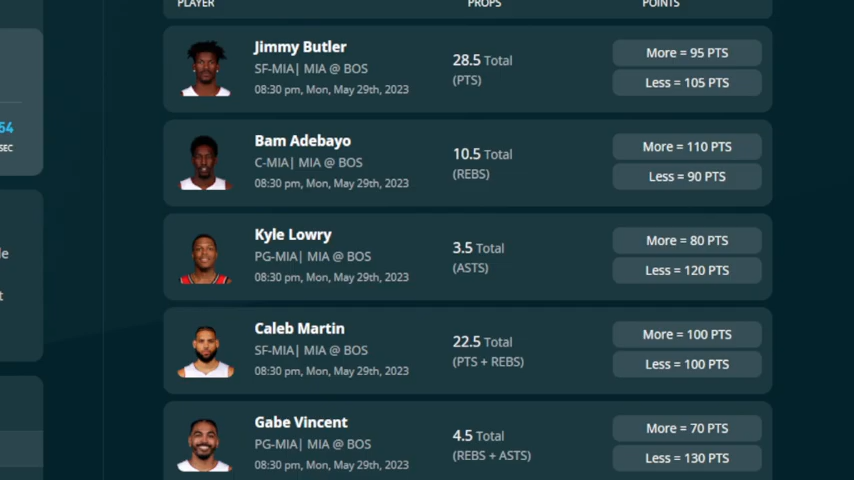 PLAYER PROPS POINTS
Jimmy Butler
SF-MIA| MIA @ BOS
08:30 pm, Mon, May 29th, 2023
28.5 Total
(PTS)
More = 95 PTS
Less = 105 PTS
54
SEC
Bam Adebayo
C-MIA| MIA @ BOS
08:30 pm, Mon, May 29th, 2023
10.5 Total
(REBS)
More = 110 PTS
Less = 90 PTS
Kyle Lowry
PG-MIA| MIA @ BOS
08:30 pm, Mon, May 29th, 2023
3.5 Total
(ASTS)
More = 80 PTS
Less = 120 PTS
Caleb Martin
SF-MIA| MIA @ BOS
08:30 pm, Mon, May 29th, 2023
22.5 Total
(PTS + REBS)
More = 100 PTS
Less = 100 PTS
Gabe Vincent
PG-MIA| MIA @ BOS
08:30 pm, Mon, May 29th, 2023
4.5 Total
(REBS + ASTS)
More = 70 PTS
Less = 130 PTS